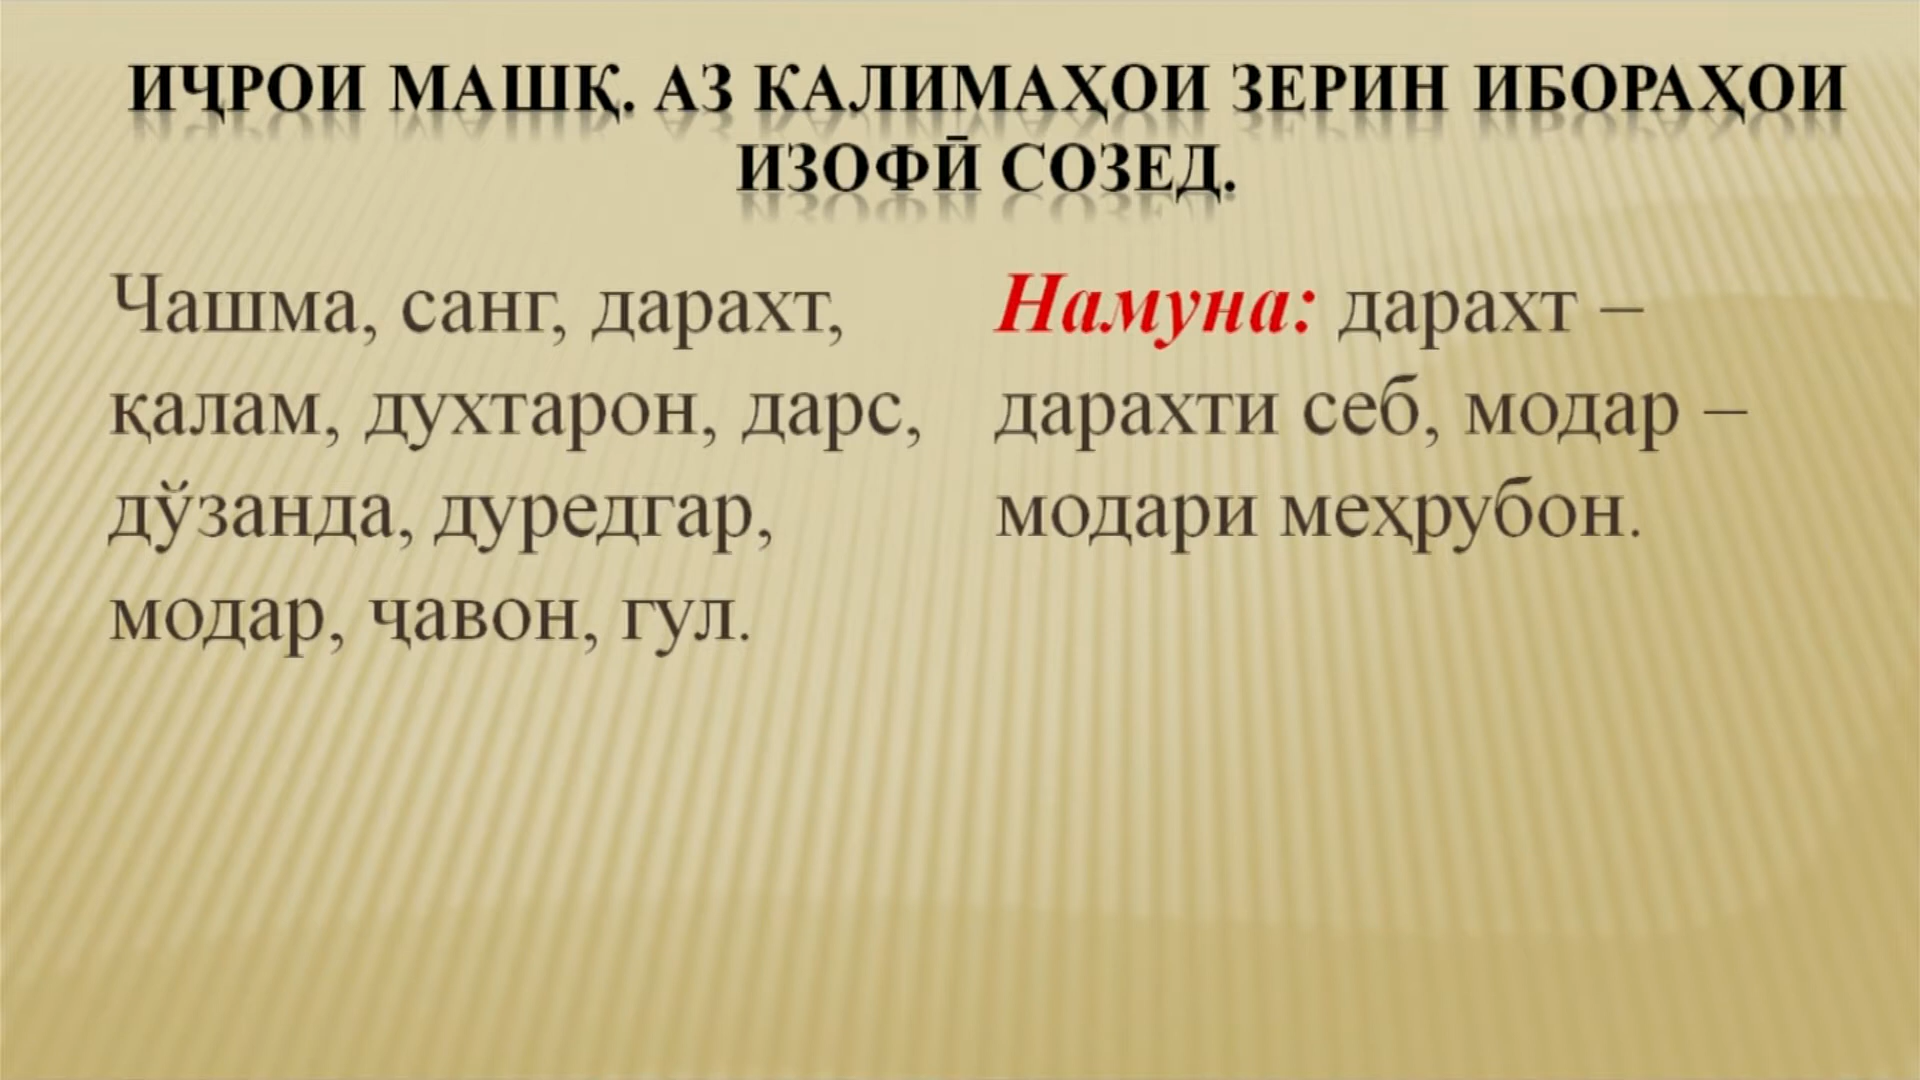 ИҶРОИ МАШҚ. АЗ КАЛИМАҲОИ ЗЕРИН ИБОРАҲОИ
ИЗОФӢ СОЗЕД.
Чашма, санг, дарахт,
қалам, духтарон, дарс,
дӯзанда, дуредгар,
модар, ҷавон, гул.
Намуна: дарахт –
дарахти себ, модар –
модари меҳрубон.